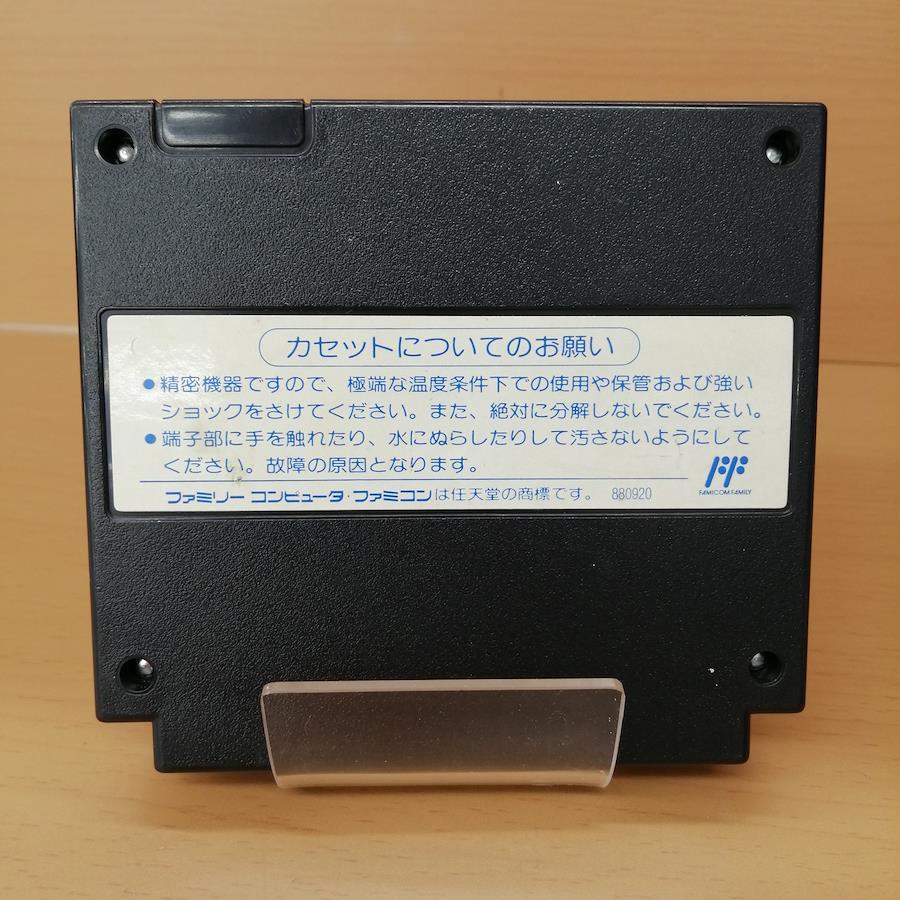 カセットについてのお願い
●精密機器ですので、極端な温度条件下での使用や保管および強い
ショックをさけてください。また、絶対に分解しないでください。
●端子部に手を触れたり、水にぬらしたりして汚さないようにして
ください。故障の原因となります。
FF
FAMICOM FAMILY
ファミリー コンピュータ・ファミコンは任天堂の商標です。 880920